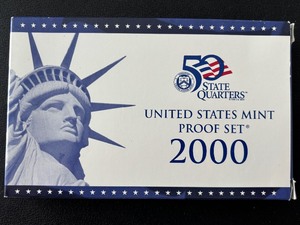 50
STATE
QUARTERS
UNITED STATES MINT
PROOF SET®
2000